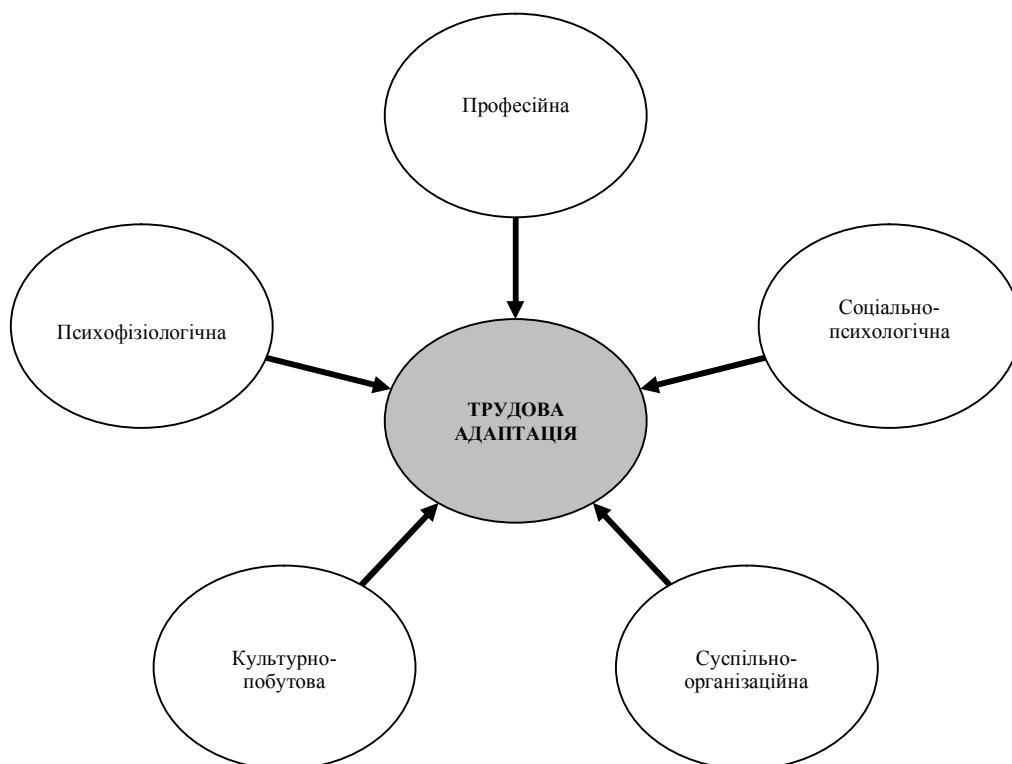 Професійна
Психофізіологічна
Соціально-
психологічна
ТРУДОВА
АДАПТАЦІЯ
Культурно-
побутова
Суспільно-
організаційна